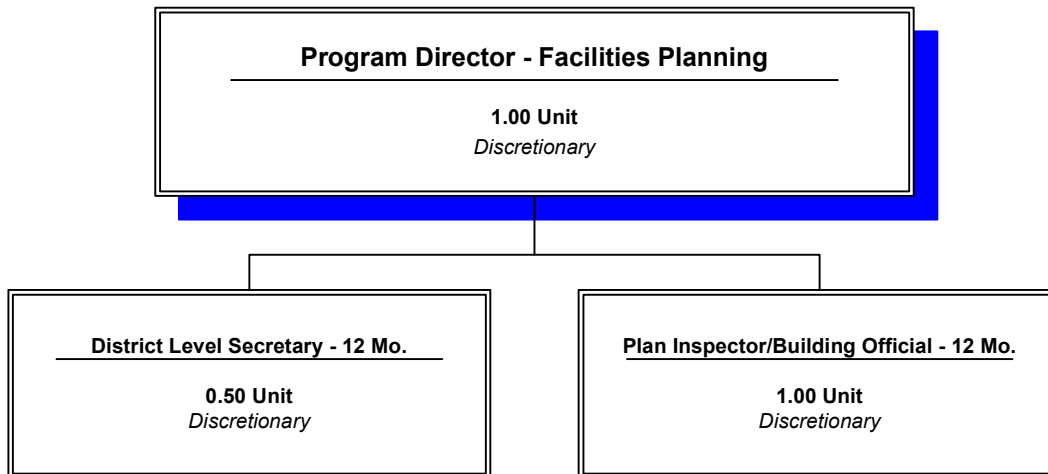 Program Director - Facilities Planning
1.00 Unit
Discretionary
District Level Secretary - 12 Mo.
0.50 Unit
Discretionary
Plan Inspector/Building Official - 12 Mo.
1.00 Unit
Discretionary